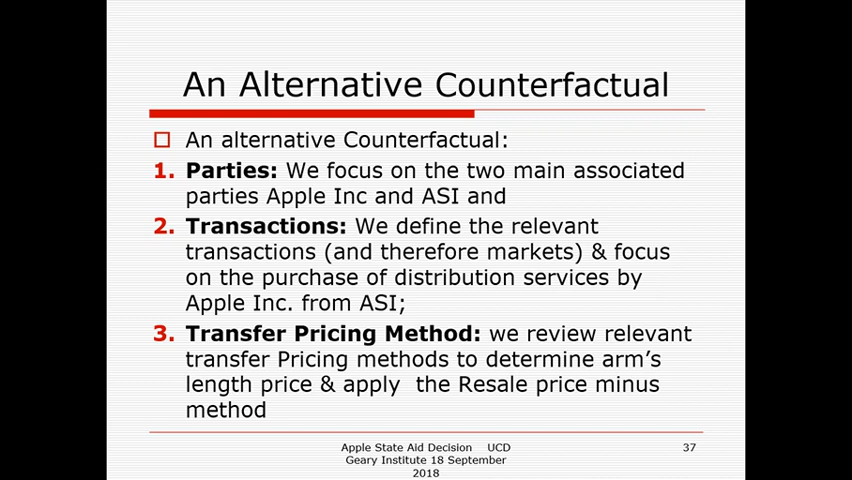 An Alternative Counterfactual
An alternative Counterfactual:
1. Parties: We focus on the two main associated
parties Apple Inc and ASI and
2. Transactions: We define the relevant
transactions (and therefore markets) & focus
on the purchase of distribution services by
Apple Inc. from ASI;
3. Transfer Pricing Method: we review relevant
transfer Pricing methods to determine arm's
length price & apply  the Resale price minus
method
Apple State Aid Decision    UCD
Geary Institute 18 September
2018
37